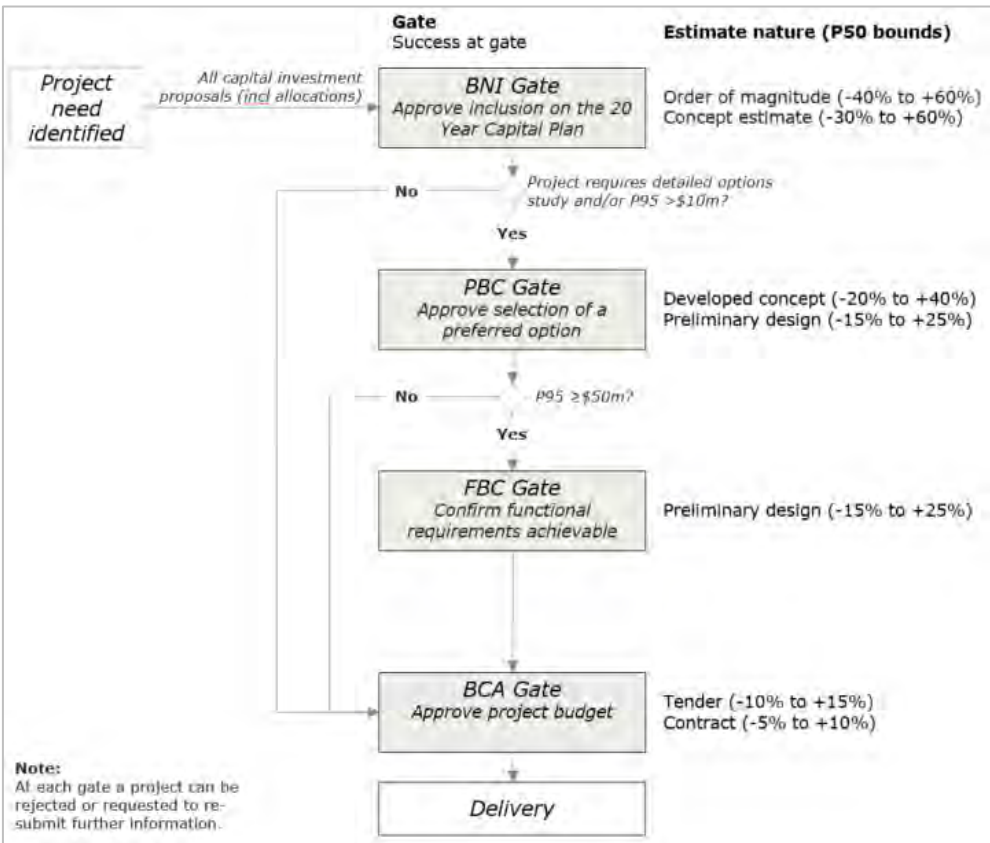 Gate
Success at gate
Estimate nature (P50 bounds)
Project
need
identified
All capital investment
proposals (incl allocations)
BNI Gate
Approve inclusion on the 20
Year Capital Plan
Order of magnitude (-40% to +60%)
Concept estimate (-30% to +60%)
No
Project requires detailed options
study and/or P95 >$10m?
Yes
PBC Gate
Approve selection of a
preferred option
Developed concept (-20% to +40%)
Preliminary design (-15% to +25%)
No
P95 ≥$50m?
Yes
FBC Gate
Confirm functional
requirements achievable
Preliminary design (-15% to +25%)
BCA Gate
Approve project budget
Tender (-10% to +15%)
Contract (-5% to +10%)
Note:
At each gate a project can be
rejected or requested to re-
submit further information.
Delivery